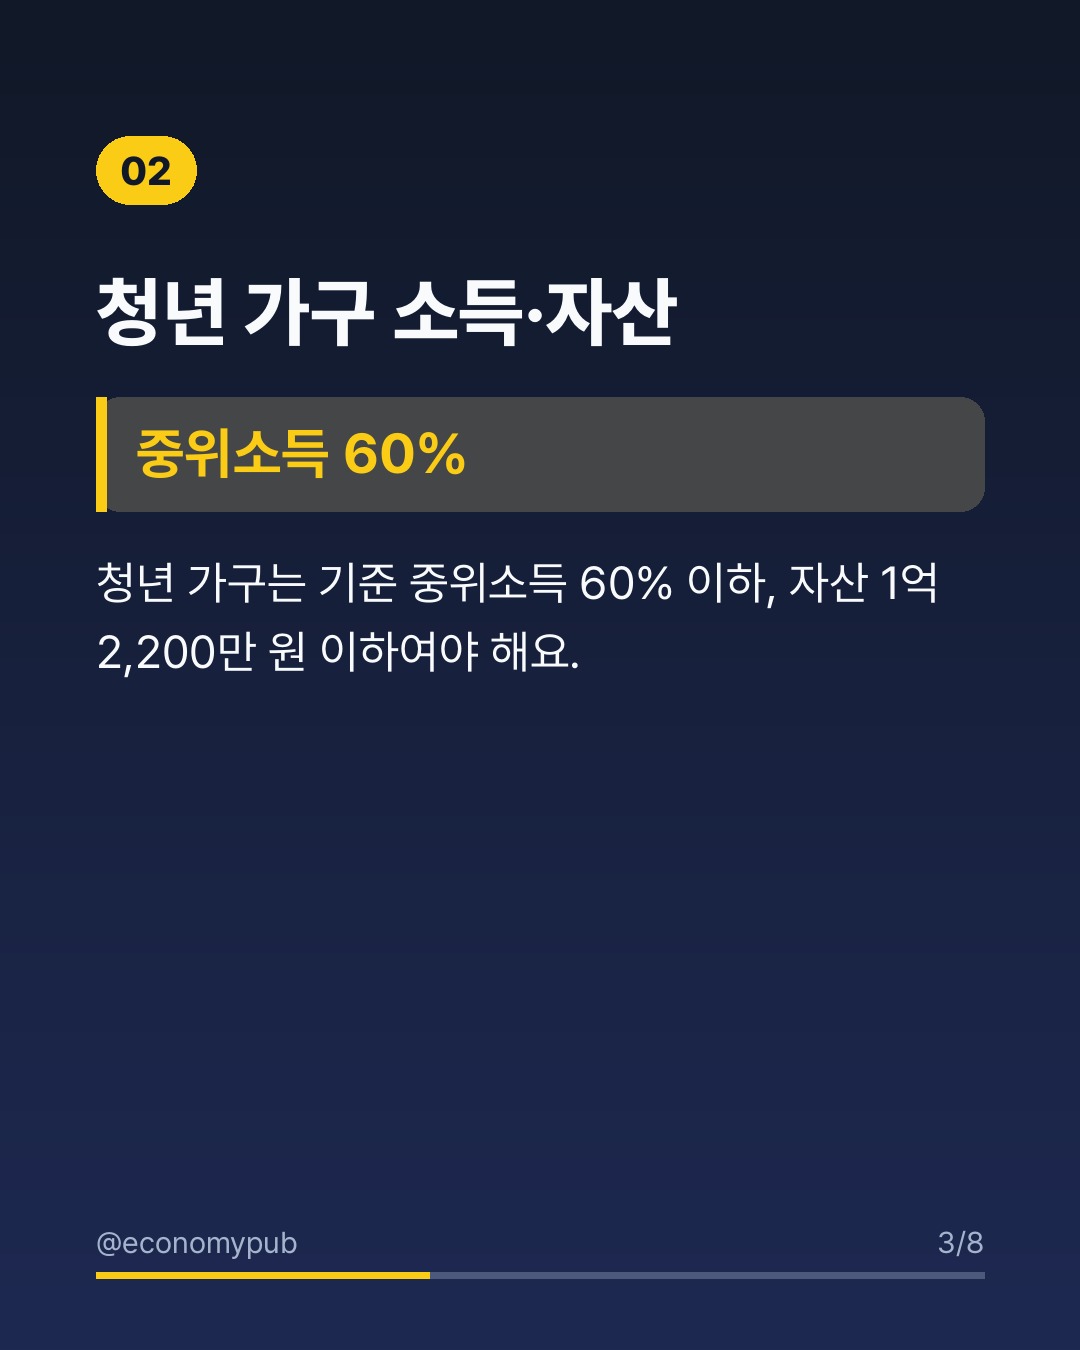 02
청년 가구 소득·자산
중위소득 60%
청년 가구는 기준 중위소득 60% 이하, 자산 1억
2,200만 원 이하여야 해요.
@economypub
3/8